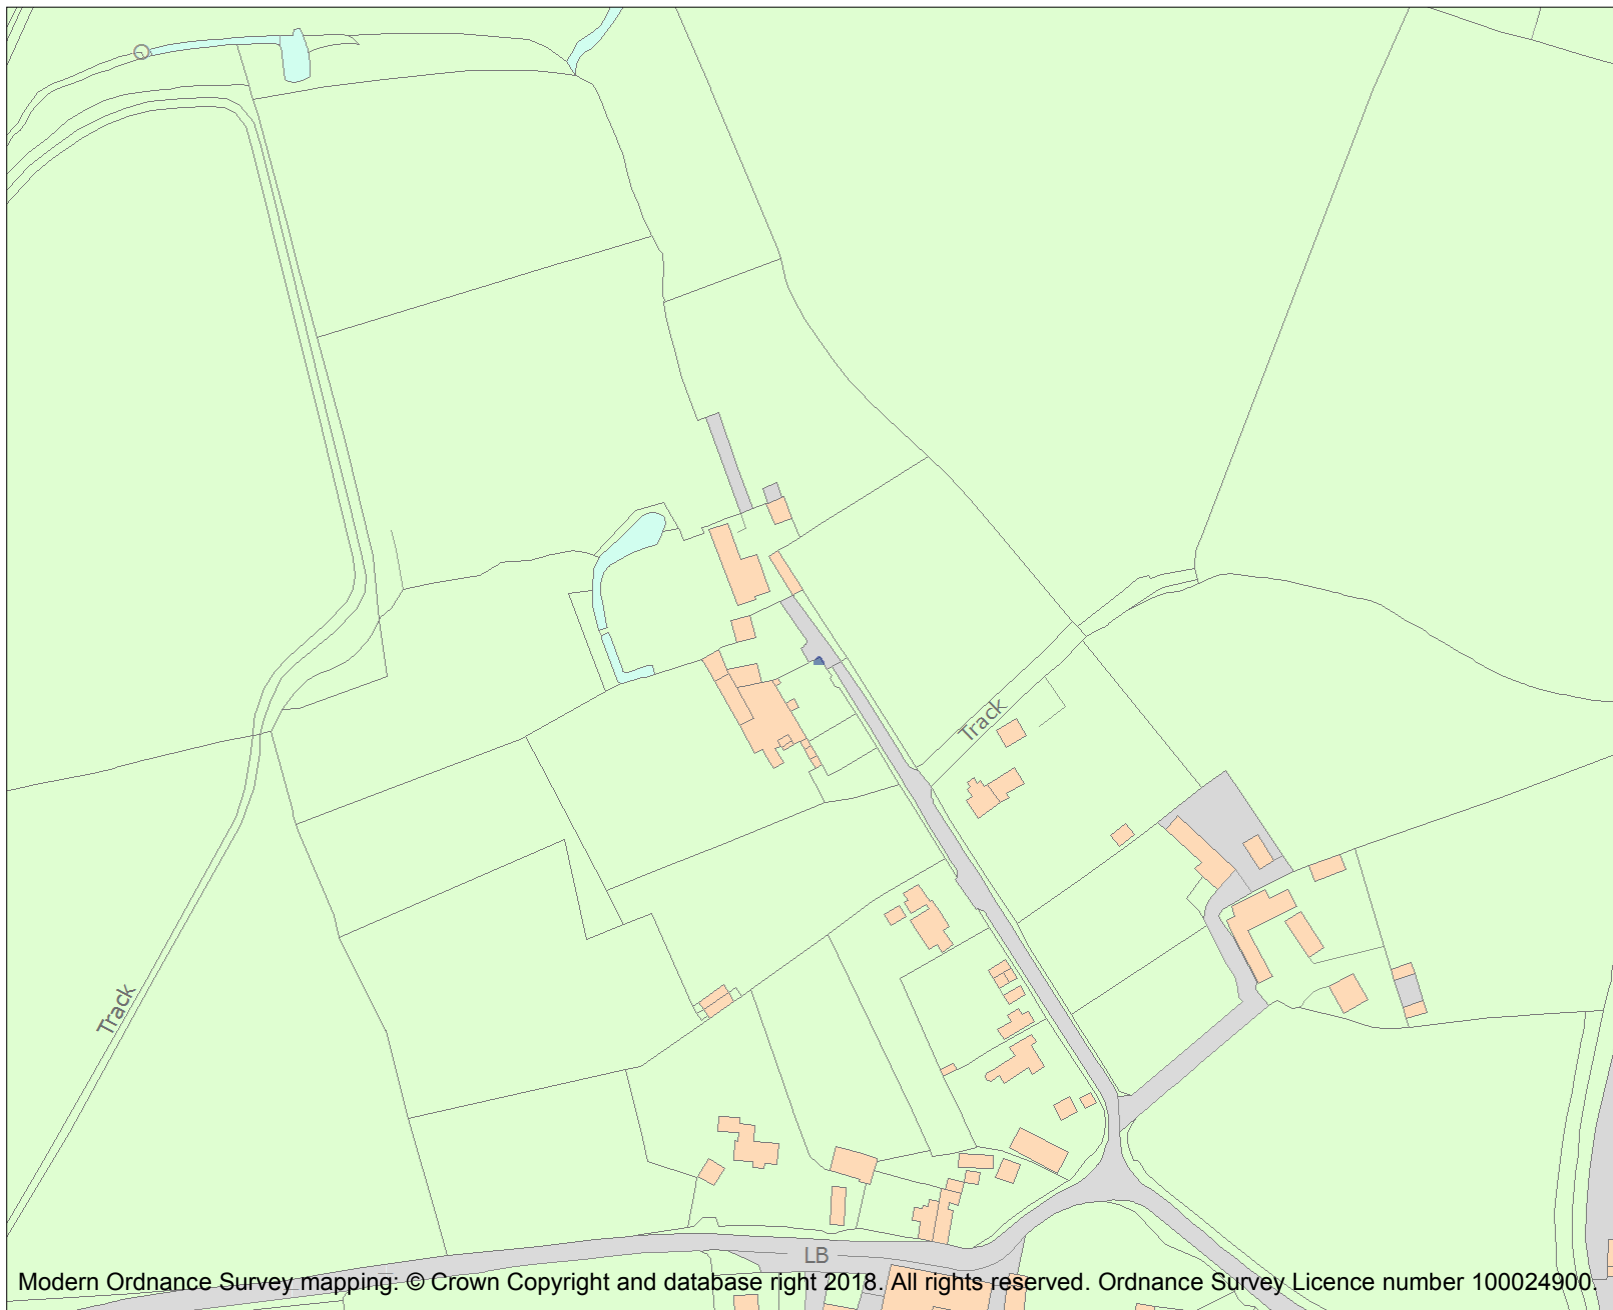 Track
Track
LB
Modern Ordnance Survey mapping: © Crown Copyright and database right 2018. All rights reserved. Ordnance Survey Licence number 100024900.